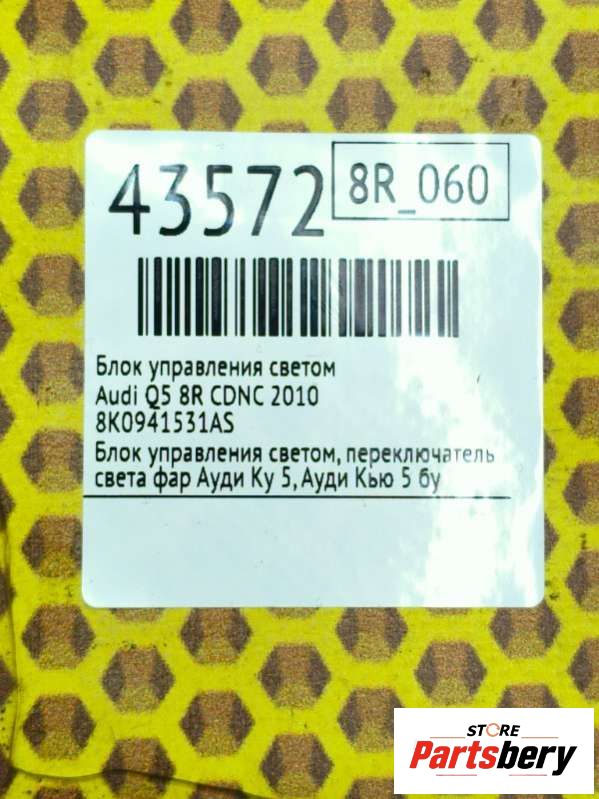 43572 8R_060
Блок управления светом
Audi Q5 8R CDNC 2010
8K0941531AS
Блок управления светом, переключатель
света фар Ауди Ку 5, Ауди Кью 5 бу
STORE
Partsbery